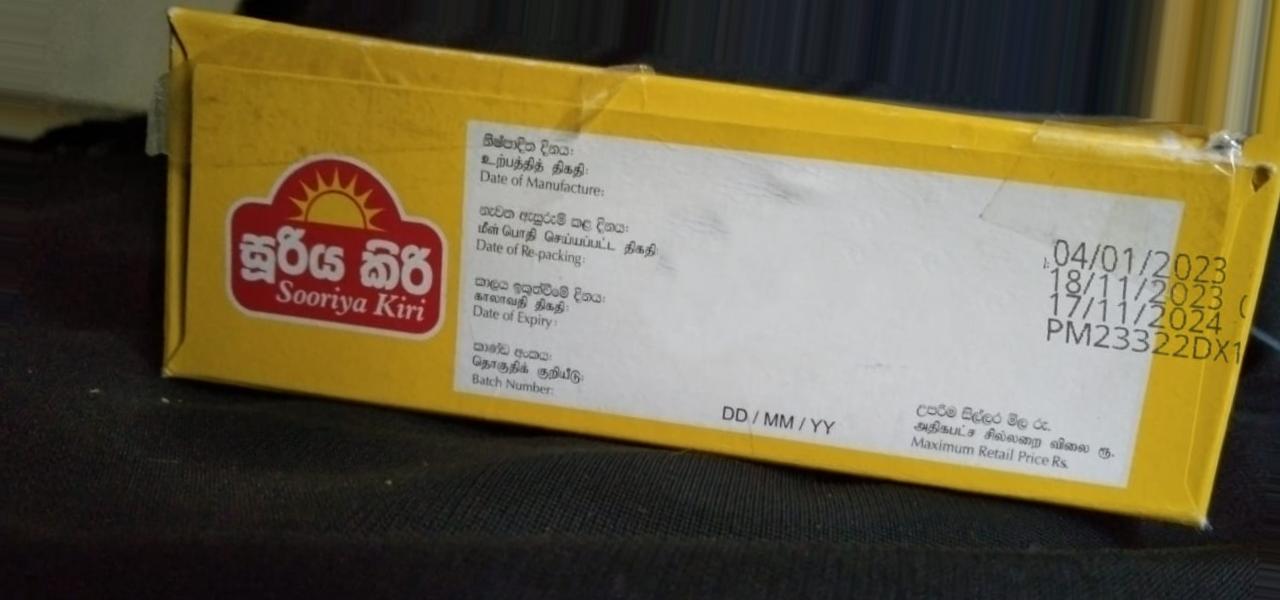 සූරිය කිරි
Sooriya Kiri
නිෂ්පාදිත දිනය:
உற்பத்தித் திகதி:
Date of Manufacture:
නැවත ඇසුරුම් කළ දිනය:
மீள் பொதி செய்யப்பட்ட திகதி:
Date of Re-packing:
කාලය ඉකුත්වීමේ දිනය:
காலாவதி திகதி:
Date of Expiry:
කාණ්ඩ අංකය:
தொகுதிக் குறியீடு:
Batch Number:
04/01/2023
18/11/2023
17/11/2024
PM23322DX1
DD / MM / YY
උපරිම සිල්ලර මිල රු.
அதிகபட்ச சில்லறை விலை ரூ.
Maximum Retail Price Rs.